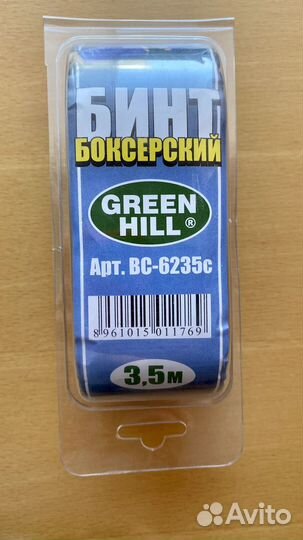 БИНТ
БОКСЕРСКИЙ
GREEN
HILL ®
Арт. BC-6235c
8961015011769
3,5м
Avito